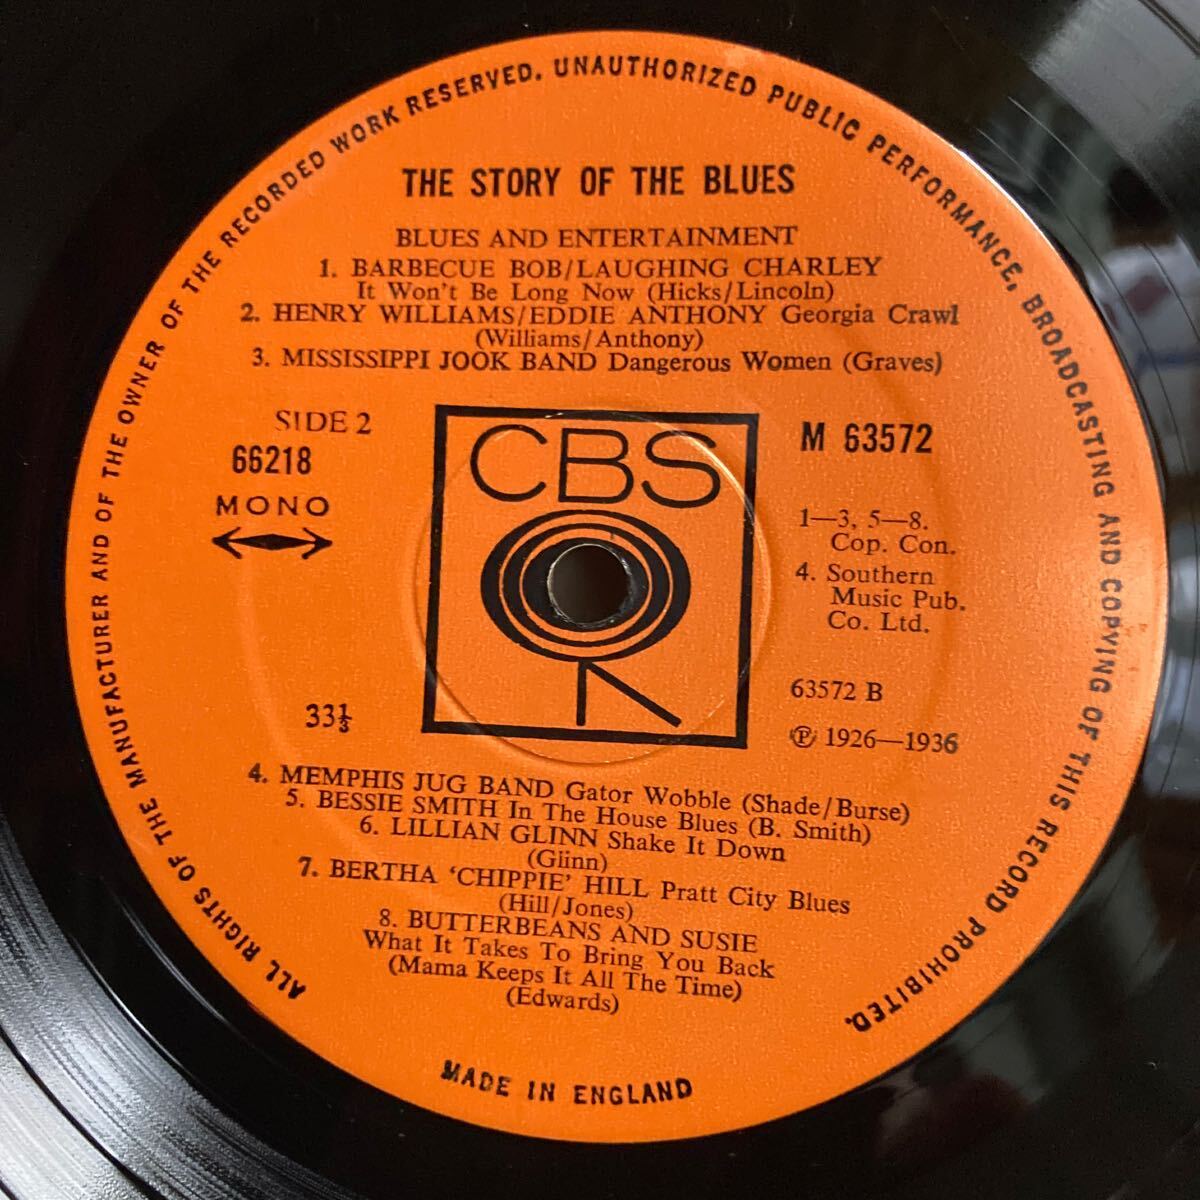 ALL RIGHTS OF THE MANUFACTURER AND OF THE OWNER OF THE RECORDED WORK RESERVED. UNAUTHORIZED PUBLIC PERFORMANCE, BROADCASTING AND COPYING OF THIS RECORD PROHIBITED.
THE STORY OF THE BLUES
BLUES AND ENTERTAINMENT
1. BARBECUE BOB/LAUGHING CHARLEY
It Won't Be Long Now (Hicks/Lincoln)
2. HENRY WILLIAMS/EDDIE ANTHONY Georgia Crawl
(Williams/Anthony)
3. MISSISSIPPI JOOK BAND Dangerous Women (Graves)
SIDE 2
66218
MONO
33⅓
CBS
M 63572
1—3, 5—8.
Cop. Con.
4. Southern
Music Pub.
Co. Ltd.
63572 B
Ⓟ 1926—1936
4. MEMPHIS JUG BAND Gator Wobble (Shade/Burse)
5. BESSIE SMITH In The House Blues (B. Smith)
6. LILLIAN GLINN Shake It Down
(Glinn)
7. BERTHA 'CHIPPIE' HILL Pratt City Blues
(Hill/Jones)
8. BUTTERBEANS AND SUSIE
What It Takes To Bring You Back
(Mama Keeps It All The Time)
(Edwards)
MADE IN ENGLAND